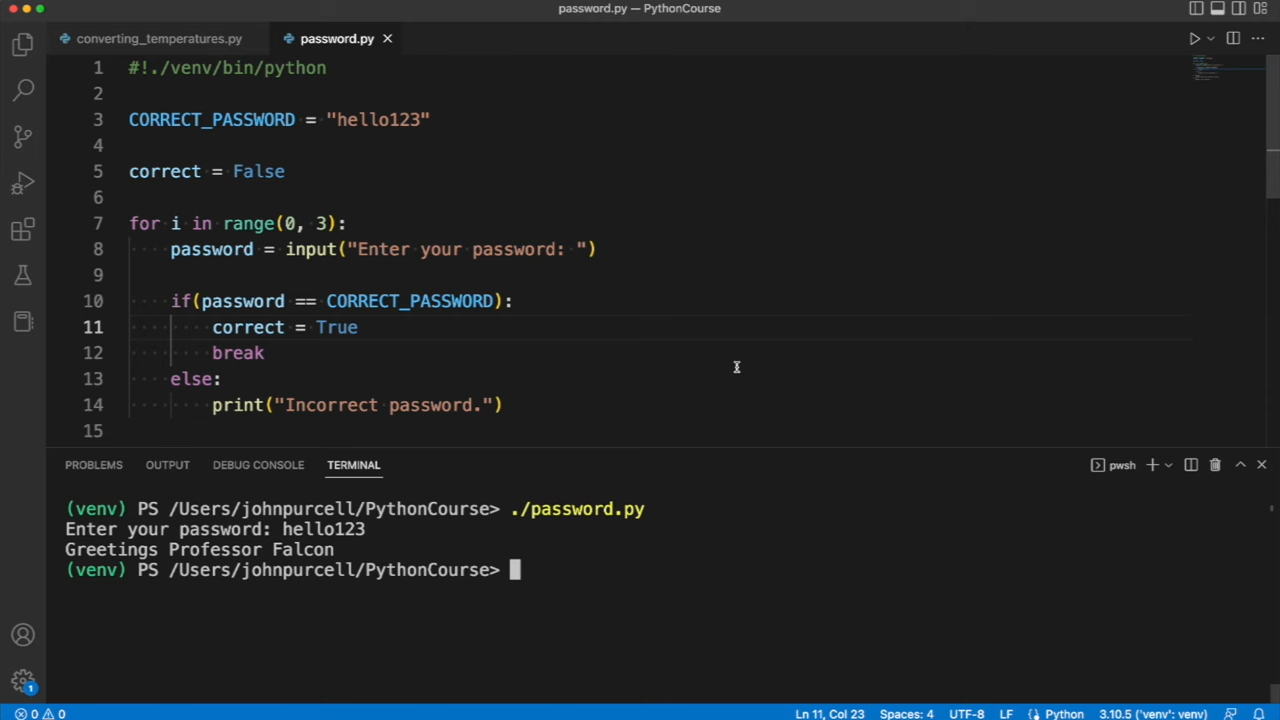 password.py — PythonCourse
converting_temperatures.py
password.py
1 #!./venv/bin/python
2
3 CORRECT_PASSWORD = "hello123"
4
5 correct = False
6
7 for i in range(0, 3):
8     password = input("Enter your password: ")
9
10     if(password == CORRECT_PASSWORD):
11         correct = True
12         break
13     else:
14         print("Incorrect password.")
15
PROBLEMS OUTPUT DEBUG CONSOLE TERMINAL pwsh
(venv) PS /Users/johnpurcell/PythonCourse> ./password.py
Enter your password: hello123
Greetings Professor Falcon
(venv) PS /Users/johnpurcell/PythonCourse>
1
0 0 Ln 11, Col 23 Spaces: 4 UTF-8 LF Python 3.10.5 ('venv': venv)